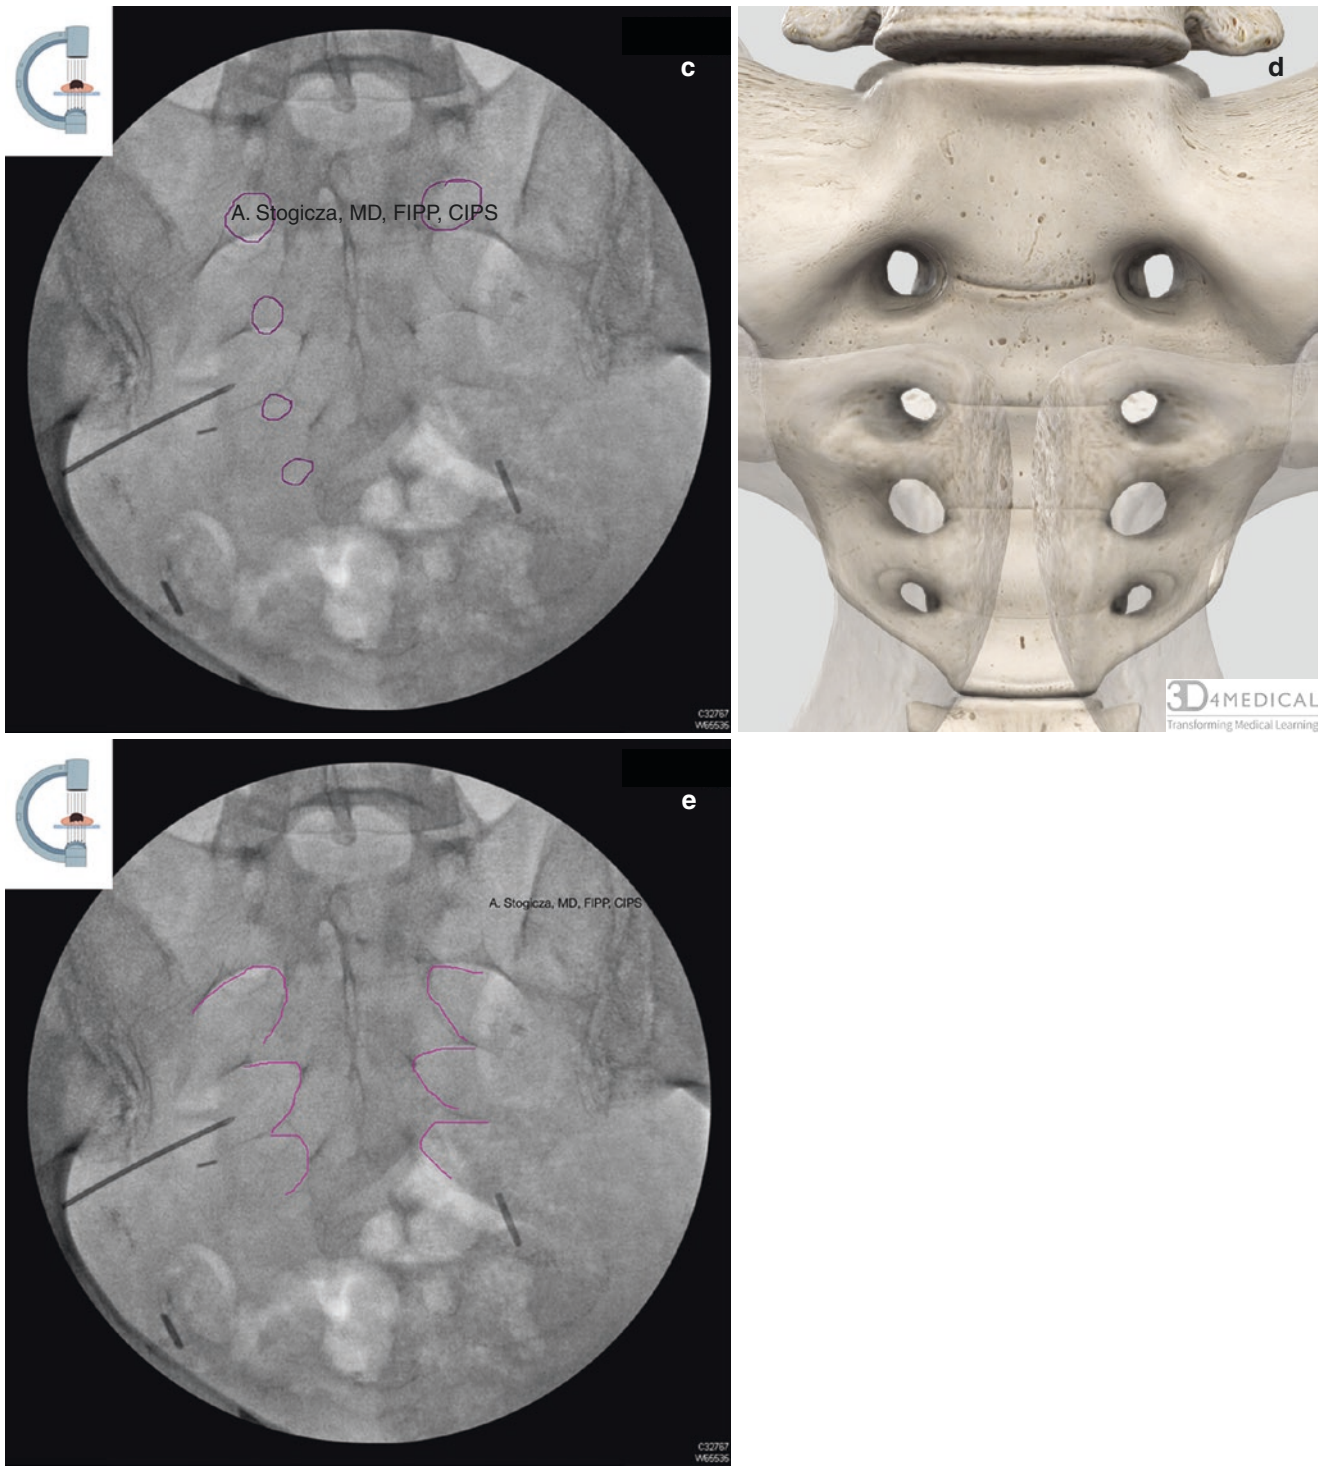 c
A. Stogicza, MD, FIPP, CIPS
C32767
W65535
d
3D4MEDICAL
Transforming Medical Learning
e
A. Stogicza, MD, FIPP, CIPS
C32767
W65535